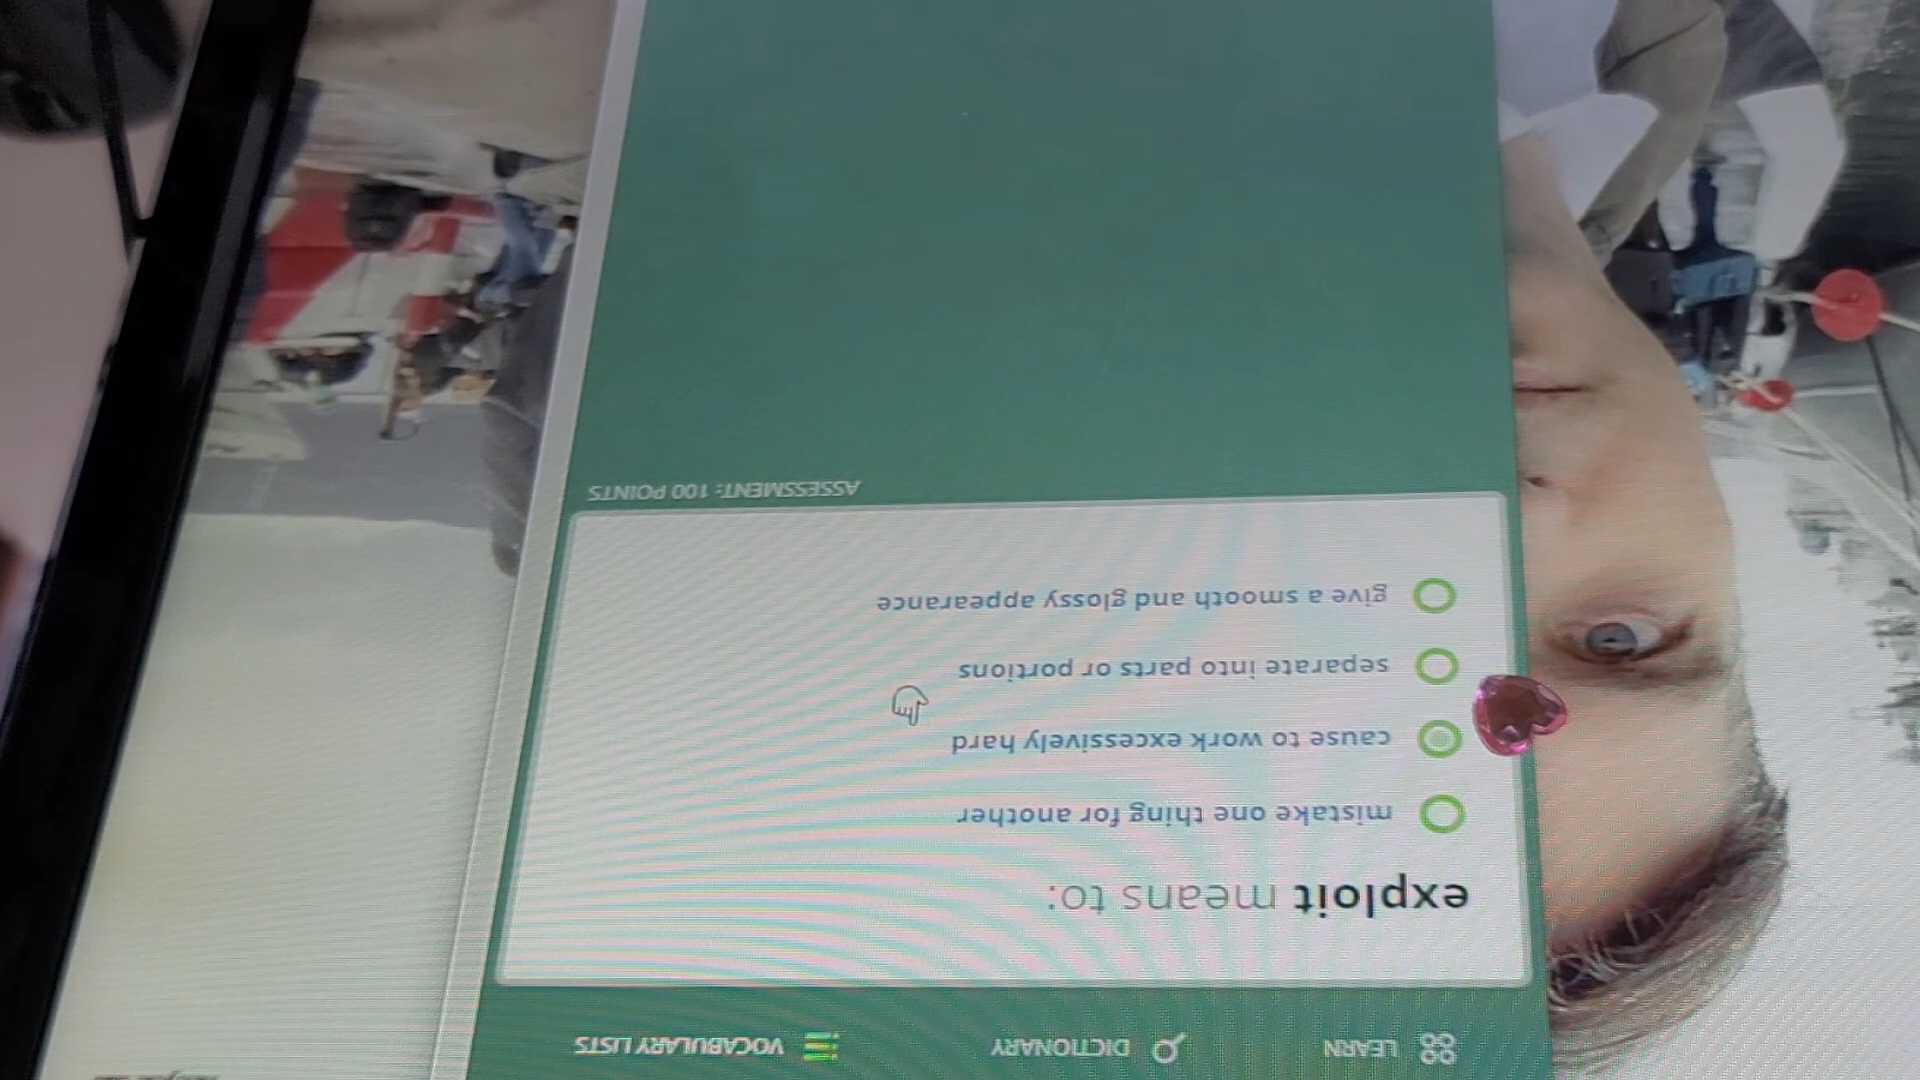 LEARN DICTIONARY VOCABULARY LISTS
exploit means to:
mistake one thing for another
cause to work excessively hard
separate into parts or portions
give a smooth and glossy appearance
ASSESSMENT: 100 POINTS